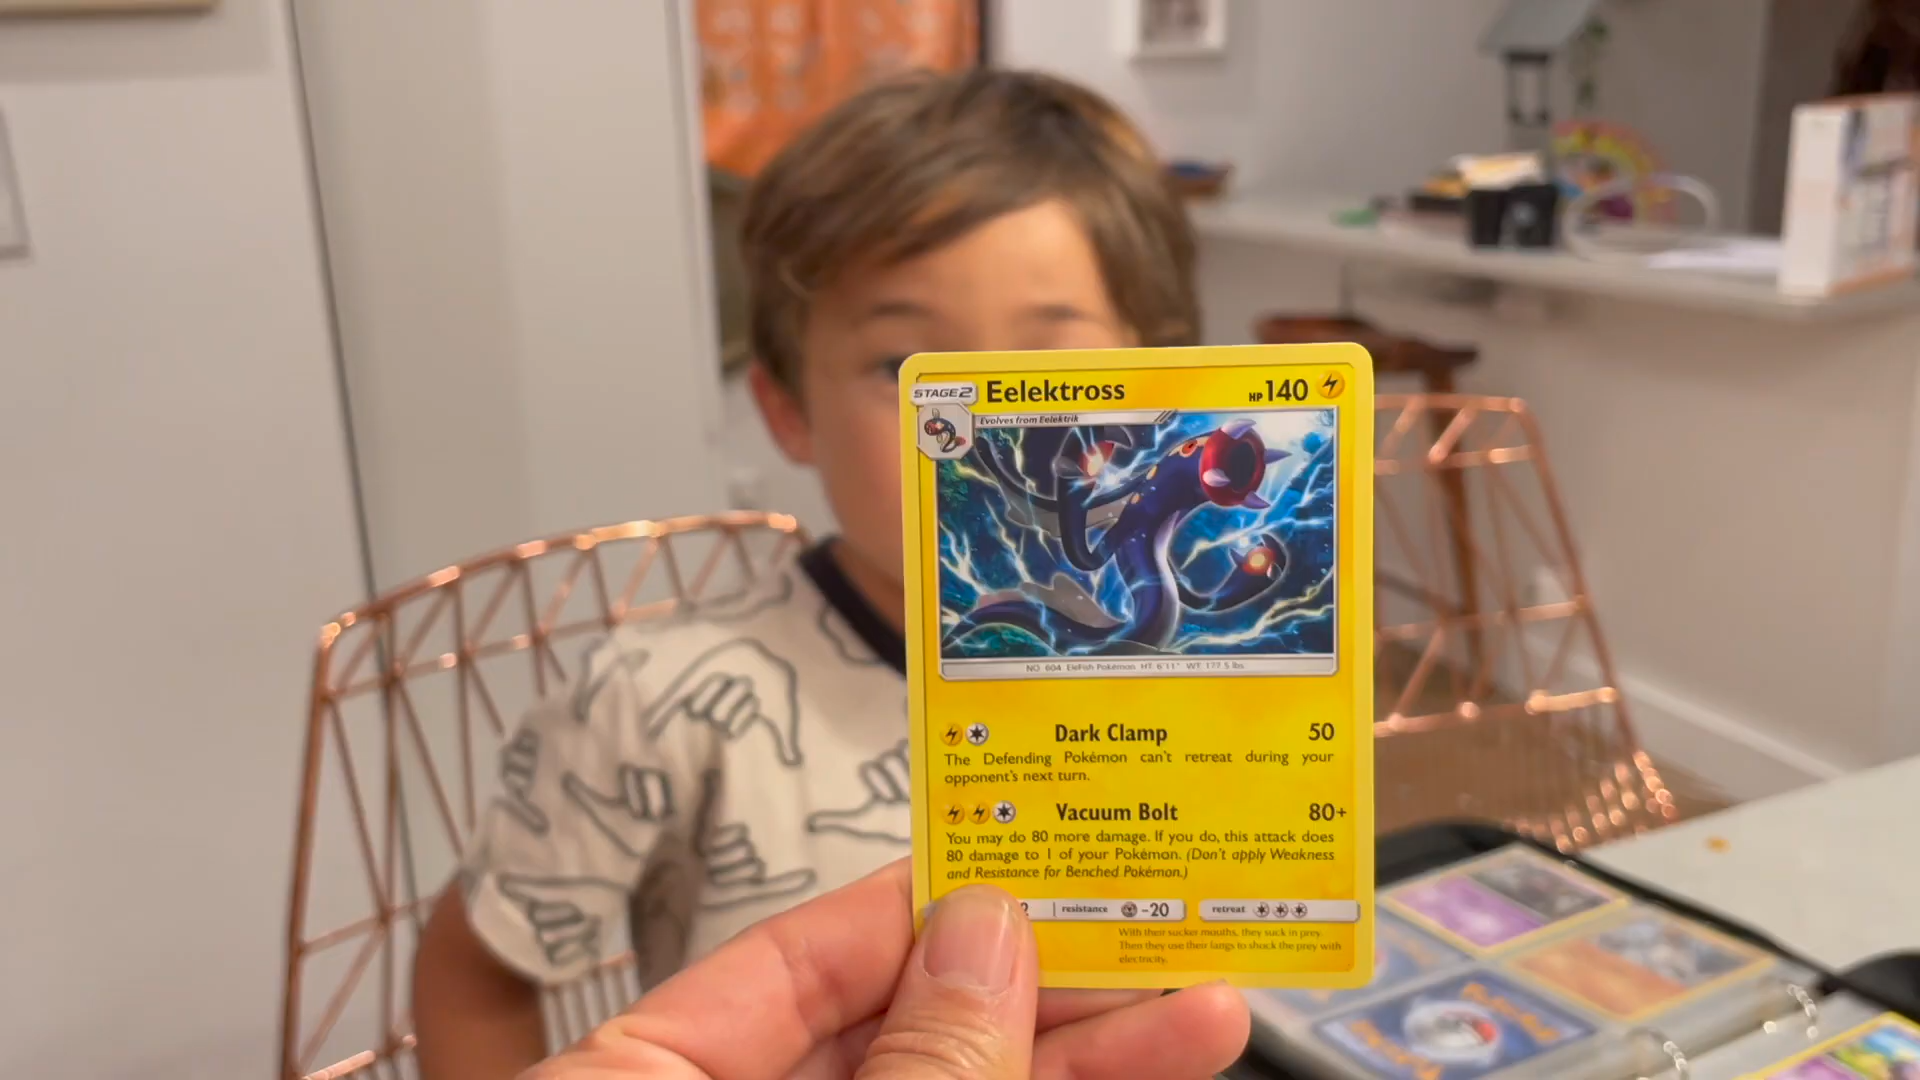 STAGE2 Eelektross HP140
Evolves from Eelektrik
NO. 604 EleFish Pokémon HT: 6'11" WT: 177.5 lbs.
Dark Clamp 50
The Defending Pokémon can't retreat during your
opponent's next turn.
Vacuum Bolt 80+
You may do 80 more damage. If you do, this attack does
80 damage to 1 of your Pokémon. (Don't apply Weakness
and Resistance for Benched Pokémon.)
2 resistance -20 retreat
With their sucker mouths, they suck in prey.
Then they use their fangs to shock the prey with
electricity.